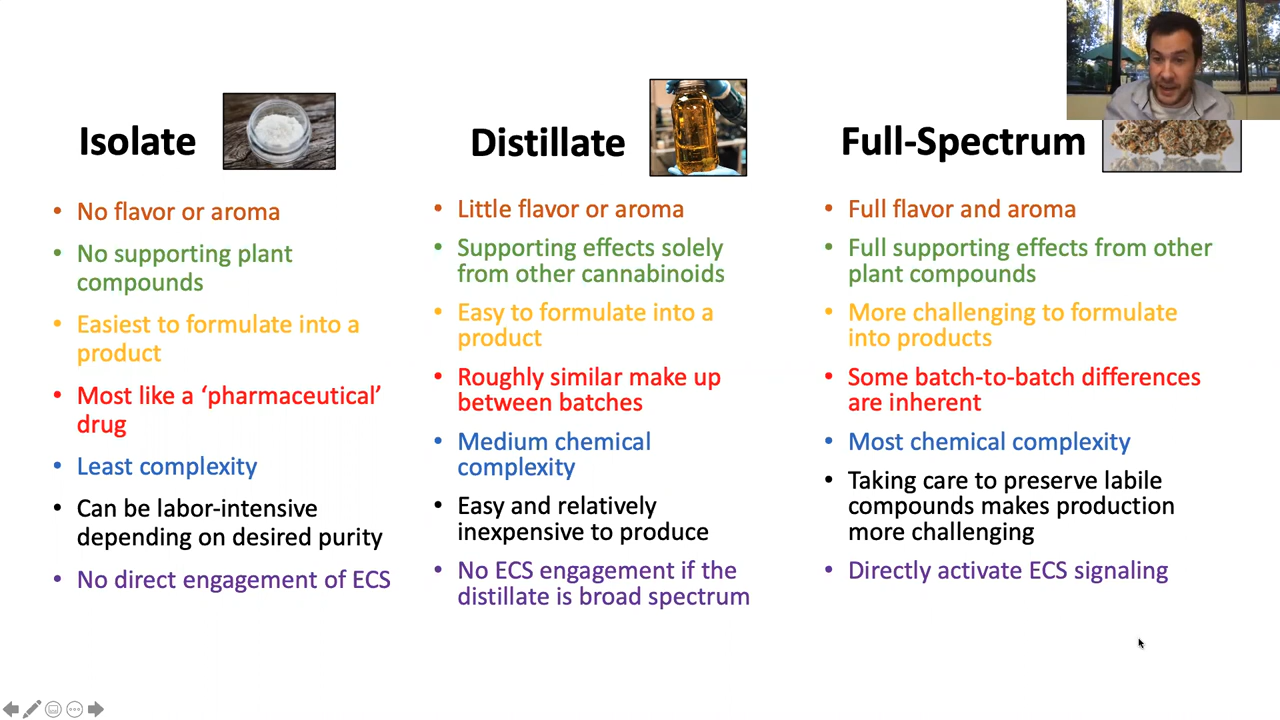 Isolate
• No flavor or aroma
• No supporting plant
compounds
• Easiest to formulate into a
product
• Most like a ‘pharmaceutical’
drug
• Least complexity
• Can be labor-intensive
depending on desired purity
• No direct engagement of ECS
Distillate
• Little flavor or aroma
• Supporting effects solely
from other cannabinoids
• Easy to formulate into a
product
• Roughly similar make up
between batches
• Medium chemical
complexity
• Easy and relatively
inexpensive to produce
• No ECS engagement if the
distillate is broad spectrum
Full-Spectrum
• Full flavor and aroma
• Full supporting effects from other
plant compounds
• More challenging to formulate
into products
• Some batch-to-batch differences
are inherent
• Most chemical complexity
• Taking care to preserve labile
compounds makes production
more challenging
• Directly activate ECS signaling